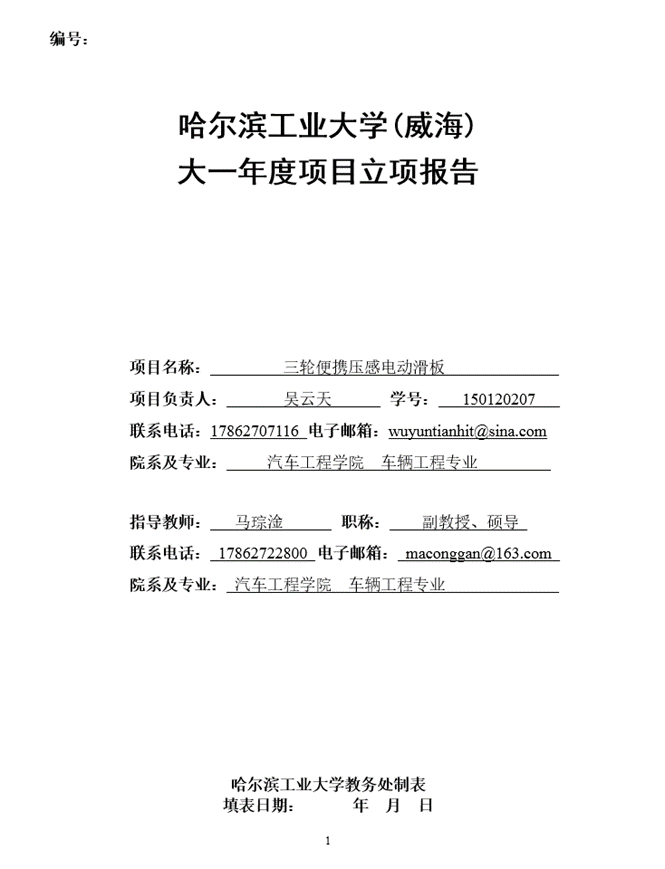 编号：
哈尔滨工业大学(威海)
大一年度项目立项报告
项目名称： 三轮便携压感电动滑板
项目负责人： 吴云天 学号： 150120207
联系电话：17862707116 电子邮箱：wuyuntianhit@sina.com
院系及专业： 汽车工程学院 车辆工程专业
指导教师： 马琮淦 职称： 副教授、硕导
联系电话： 17862722800 电子邮箱： maconggan@163.com
院系及专业： 汽车工程学院 车辆工程专业
哈尔滨工业大学教务处制表
填表日期： 年 月 日
1